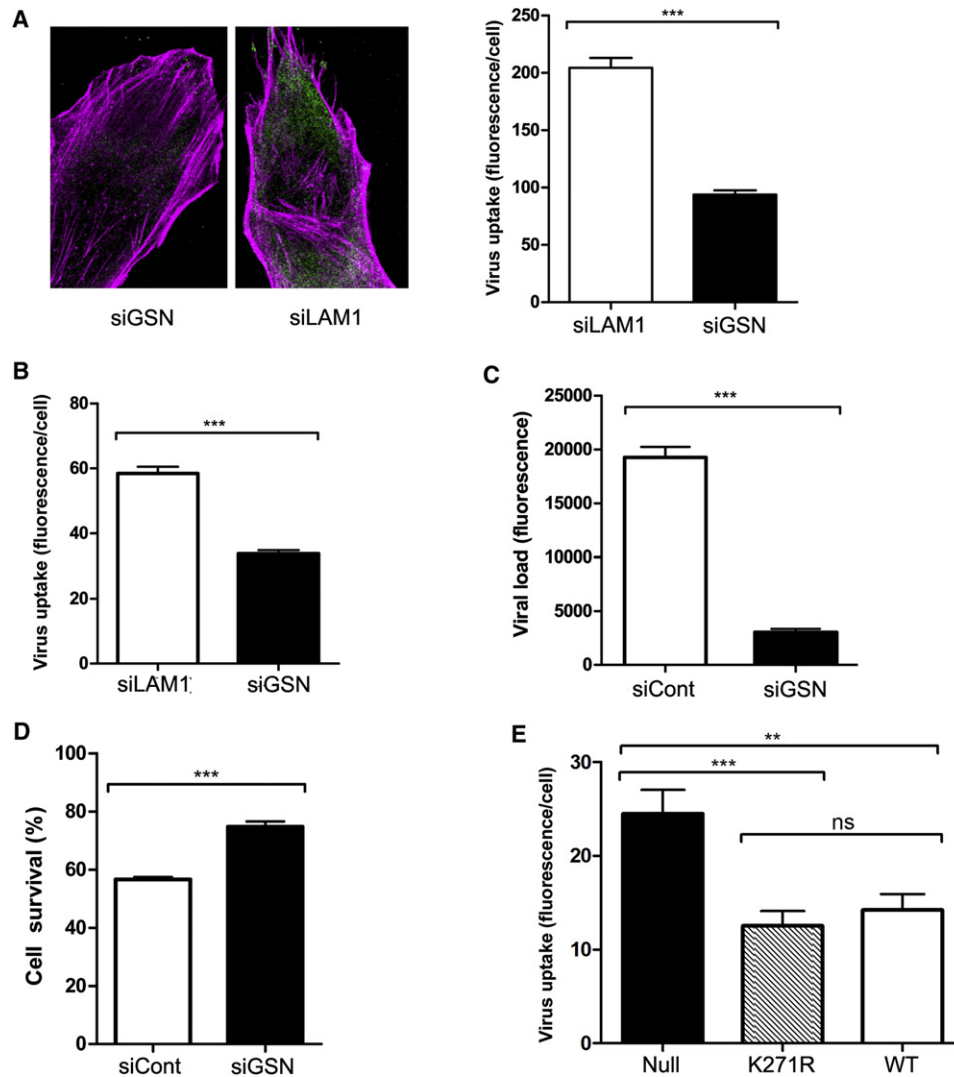 A
siGSN
siLAM1
Virus uptake (fluorescence/cell)
250
200
150
100
50
0
***
siLAM1
siGSN
B
Virus uptake (fluorescence/cell)
80
60
40
20
0
***
siLAM1
siGSN
C
Viral load (fluorescence)
25000
20000
15000
10000
5000
0
***
siCont
siGSN
D
Cell survival (%)
100
80
60
40
20
0
***
siCont
siGSN
E
Virus uptake (fluorescence/cell)
30
20
10
0
**
***
ns
Null
K271R
WT